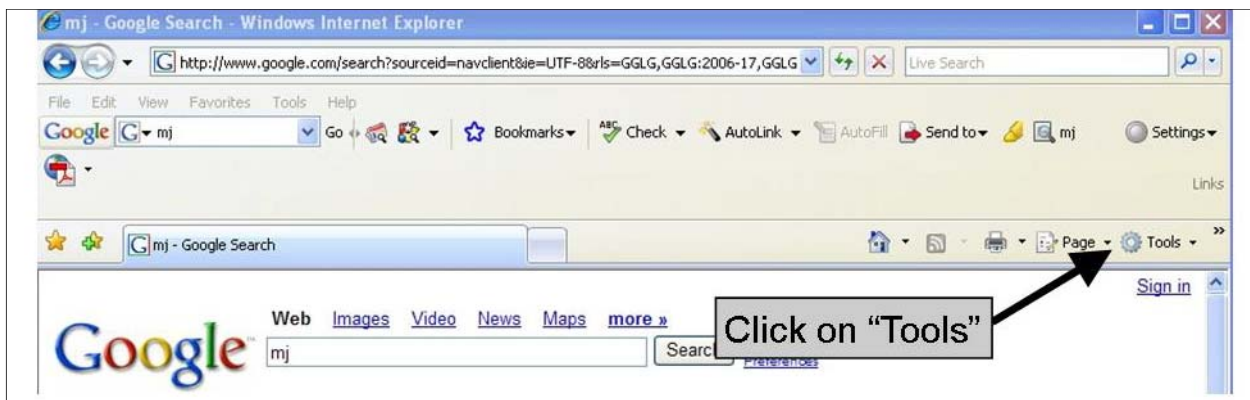 mj - Google Search - Windows Internet Explorer
http://www.google.com/search?sourceid=navclient&ie=UTF-8&rls=GGLG,GGLG:2006-17,GGLG Live Search
File Edit View Favorites Tools Help
Google G mj Go Bookmarks ABC Check AutoLink AutoFill Send to mj Settings
Links
G mj - Google Search Page Tools »
Sign in
Web Images Video News Maps more »
Google™ mj Search Preferences
Click on “Tools”